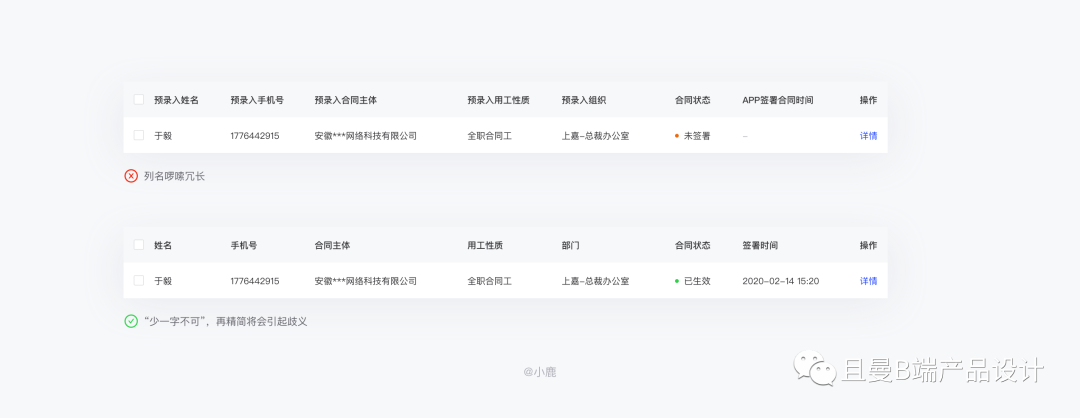 预录入姓名 预录入手机号 预录入合同主体 预录入用工性质 预录入组织 合同状态 APP签署合同时间 操作
于毅 1776442915 安徽***网络科技有限公司 全职合同工 上嘉-总裁办公室 未签署 – 详情
列名啰嗦冗长
姓名 手机号 合同主体 用工性质 部门 合同状态 签署时间 操作
于毅 1776442915 安徽***网络科技有限公司 全职合同工 上嘉-总裁办公室 已生效 2020-02-14 15:20 详情
“少一字不可”，再精简将会引起歧义
@小鹿
且曼B端产品设计